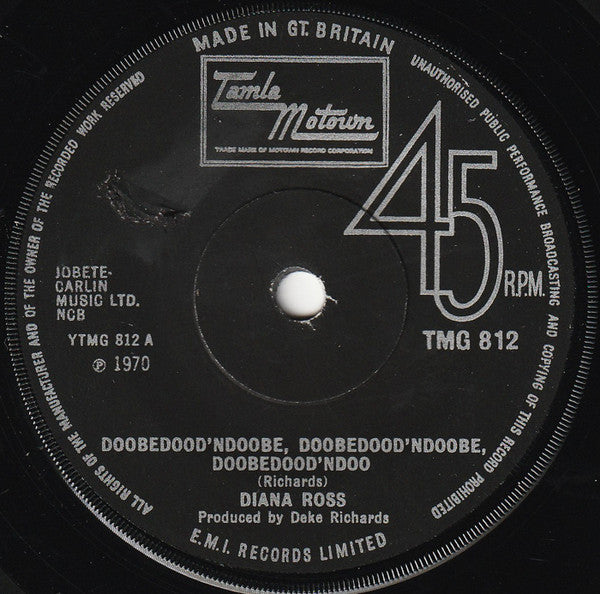 MADE IN GT. BRITAIN
UNAUTHORISED PUBLIC PERFORMANCE BROADCASTING AND COPYING OF THIS RECORD PROHIBITED
ALL RIGHTS OF THE MANUFACTURER AND OF THE OWNER OF THE RECORDED WORK RESERVED
Tamla
Motown
TRADE MARK OF MOTOWN RECORD CORPORATION
45
R.P.M.
JOBETE-
CARLIN
MUSIC LTD.
NCB
YTMG 812 A
℗ 1970
TMG 812
DOOBEDOOD'NDOOBE, DOOBEDOOD'NDOOBE,
DOOBEDOOD'NDOO
(Richards)
DIANA ROSS
Produced by Deke Richards
E.M.I. RECORDS LIMITED